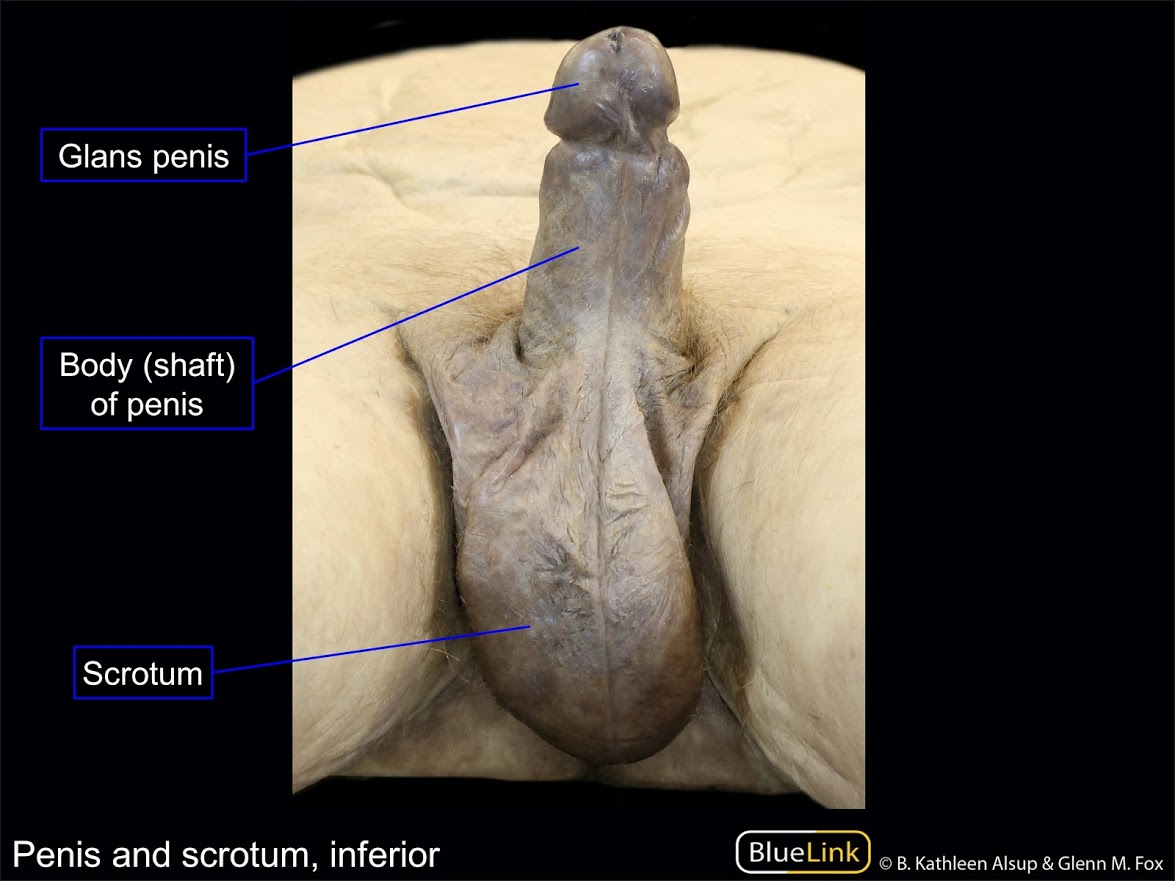 Glans penis
Body (shaft)
of penis
Scrotum
Penis and scrotum, inferior
BlueLink
© B. Kathleen Alsup & Glenn M. Fox